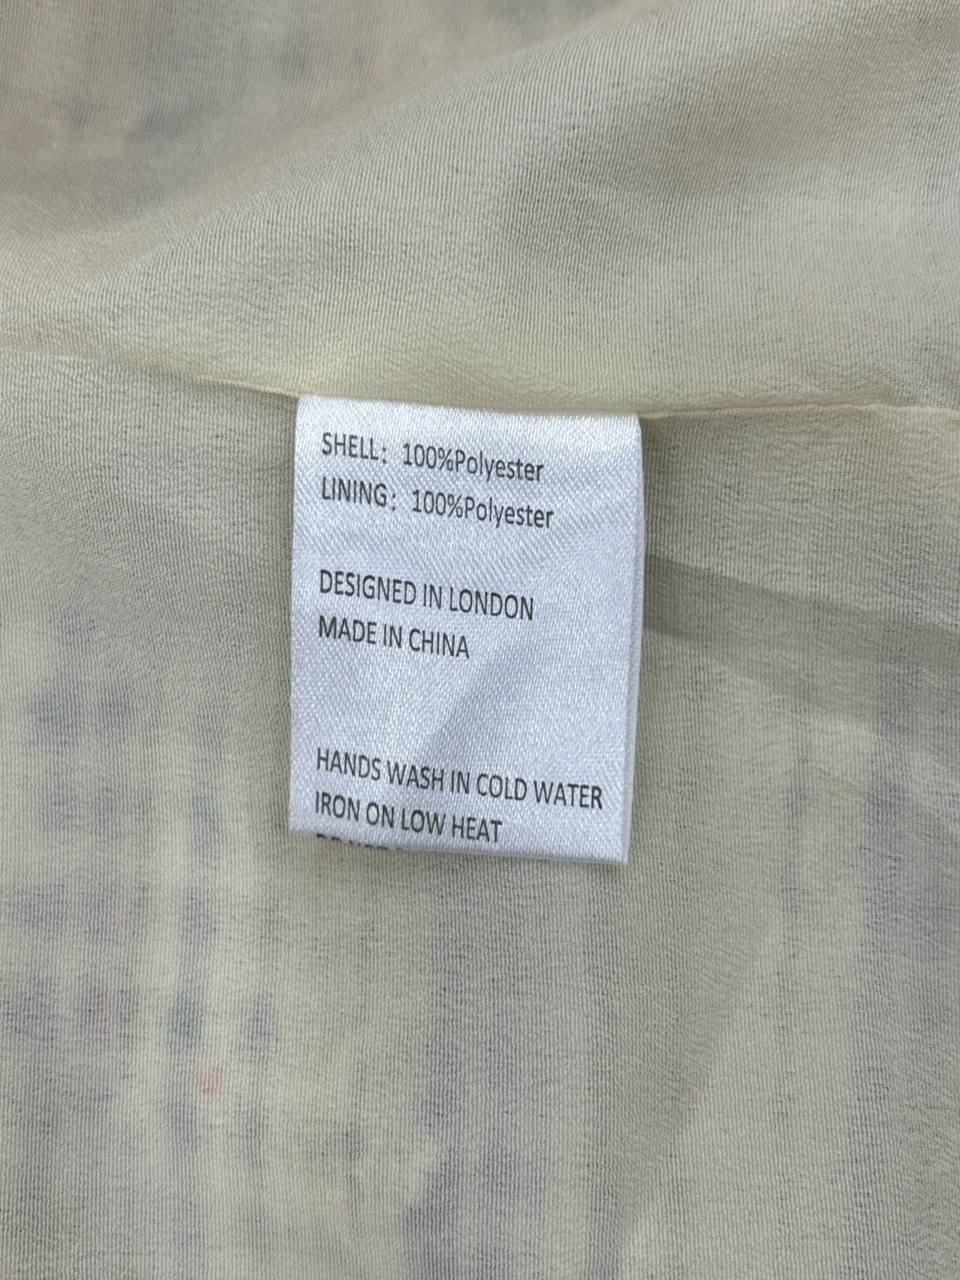 SHELL: 100%Polyester
LINING: 100%Polyester
DESIGNED IN LONDON
MADE IN CHINA
HANDS WASH IN COLD WATER
IRON ON LOW HEAT